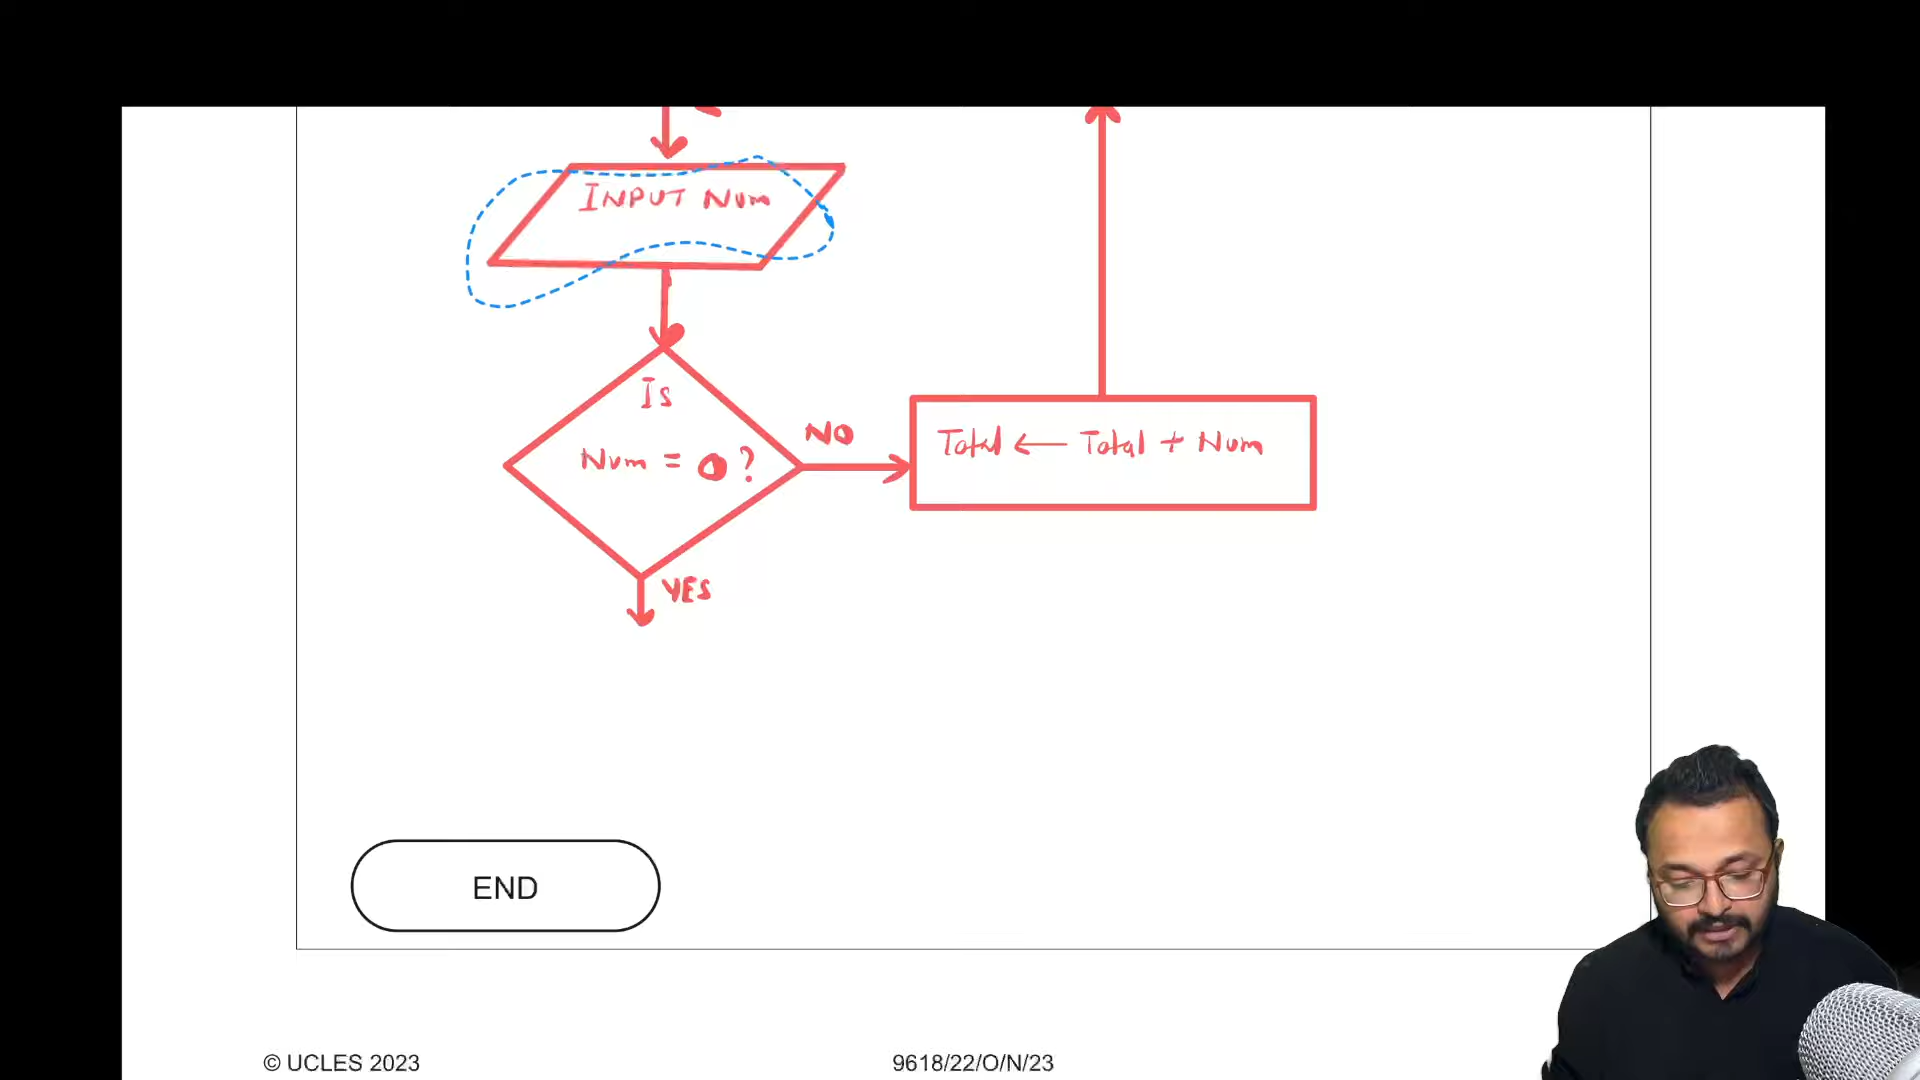 INPUT Num
Is
Num = 0 ?
NO
Total ← Total + Num
YES
END
© UCLES 2023
9618/22/O/N/23